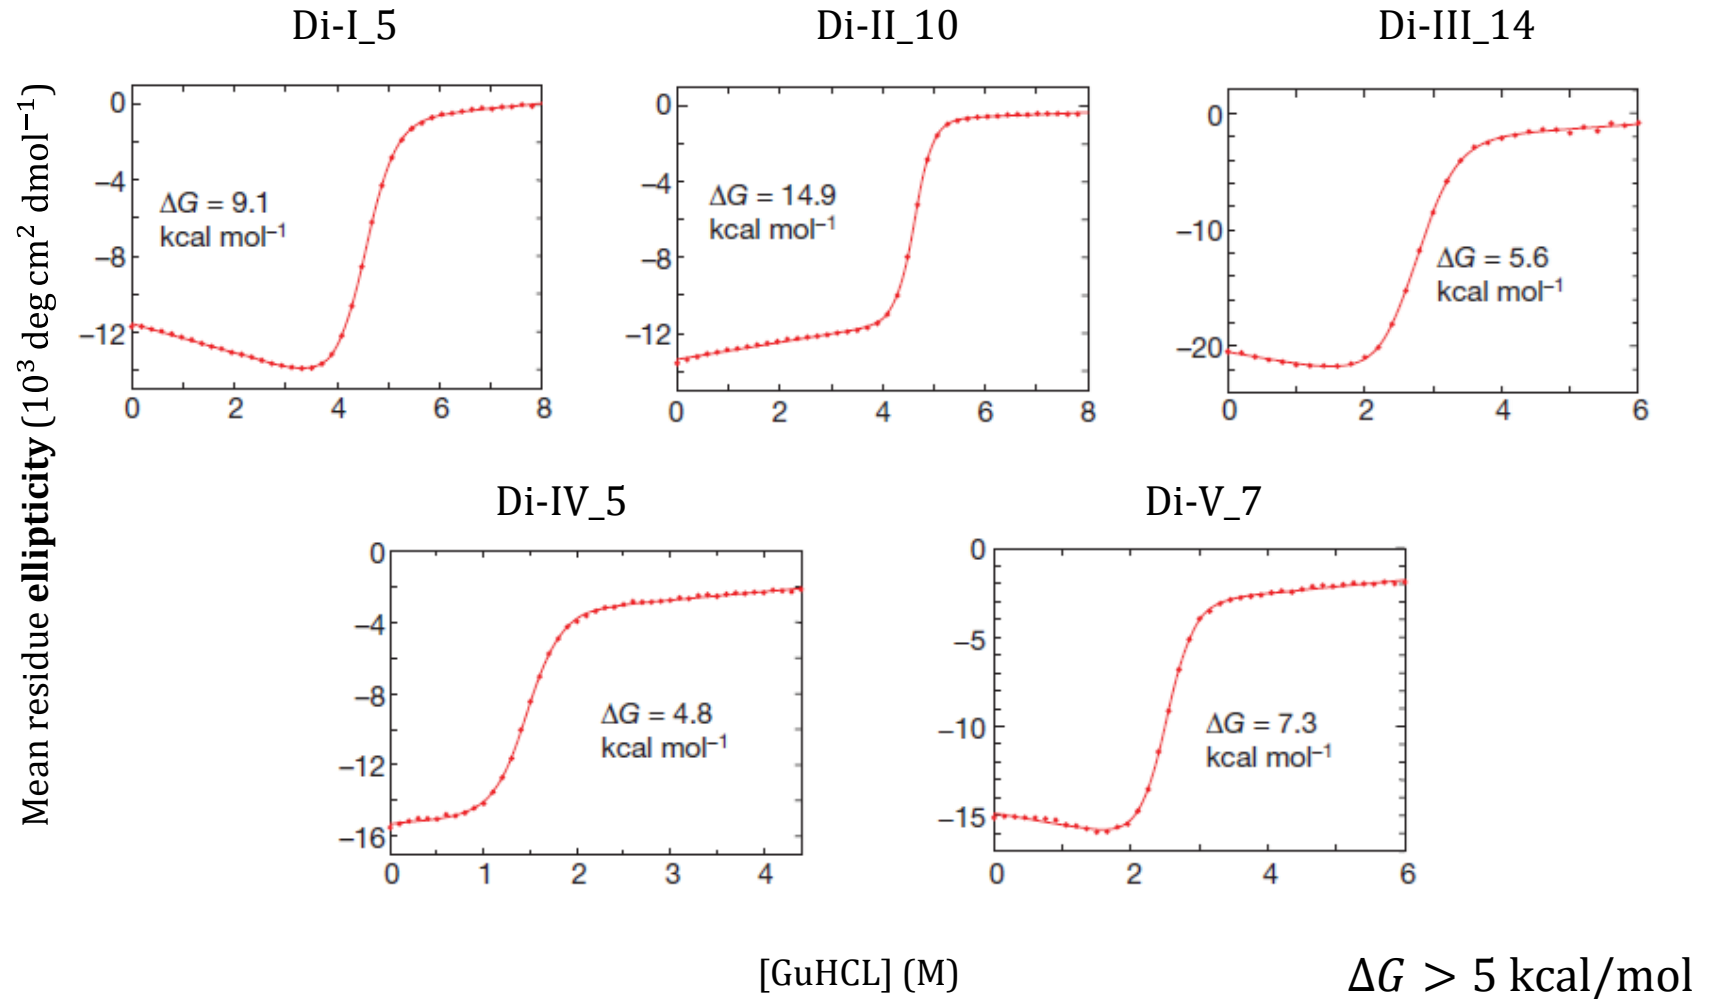 Di-I_5
Di-II_10
Di-III_14
Mean residue ellipticity (10³ deg cm² dmol⁻¹)
0
−4
−8
−12
ΔG = 9.1
kcal mol⁻¹
0 2 4 6 8
0
−4
−8
−12
ΔG = 14.9
kcal mol⁻¹
0 2 4 6 8
0
−10
−20
ΔG = 5.6
kcal mol⁻¹
0 2 4 6
Di-IV_5
Di-V_7
0
−4
−8
−12
−16
ΔG = 4.8
kcal mol⁻¹
0 1 2 3 4
0
−5
−10
−15
ΔG = 7.3
kcal mol⁻¹
0 2 4 6
[GuHCL] (M)
ΔG > 5 kcal/mol